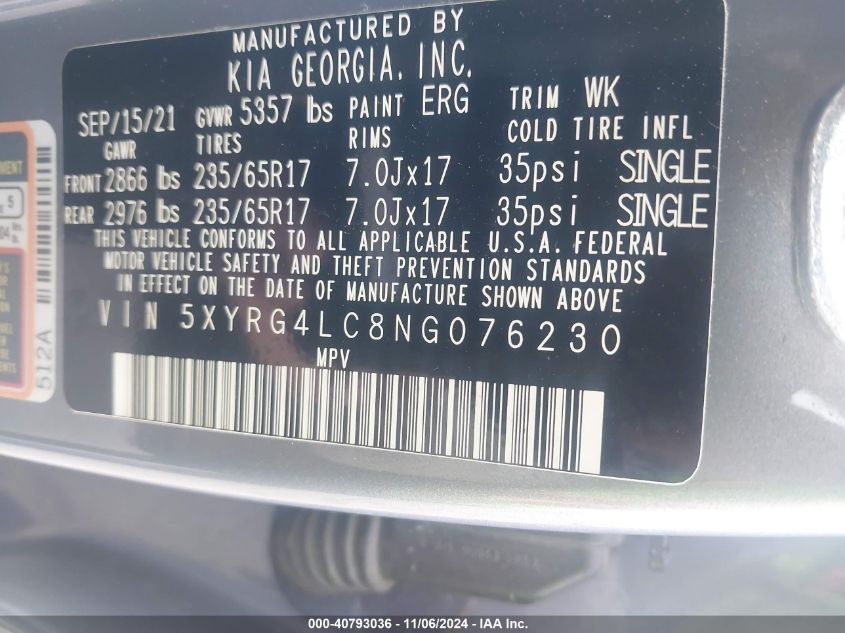 MANUFACTURED BY
KIA GEORGIA, INC.
SEP/15/21 GVWR 5357 lbs PAINT ERG TRIM WK
GAWR TIRES RIMS COLD TIRE INFL
FRONT 2866 lbs 235/65R17 7.0Jx17 35psi SINGLE
REAR 2976 lbs 235/65R17 7.0Jx17 35psi SINGLE
THIS VEHICLE CONFORMS TO ALL APPLICABLE U.S.A. FEDERAL
MOTOR VEHICLE SAFETY AND THEFT PREVENTION STANDARDS
IN EFFECT ON THE DATE OF MANUFACTURE SHOWN ABOVE
VIN 5XYRG4LC8NG076230
MPV
5
512A
000-40793036 - 11/06/2024 - IAA Inc.